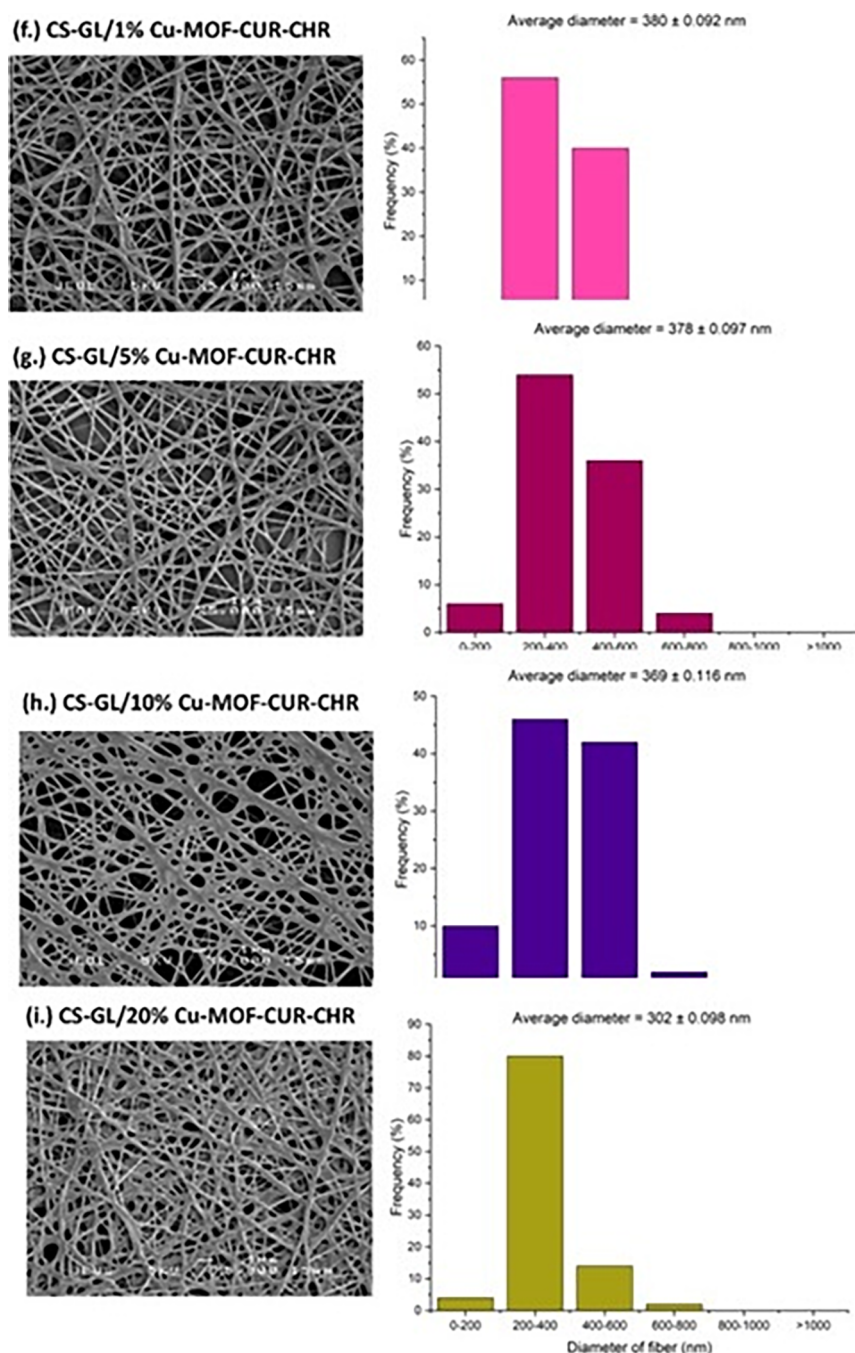 (f.) CS-GL/1% Cu-MOF-CUR-CHR
Average diameter = 380 ± 0.092 nm
Frequency (%)
60
50
40
30
20
10
(g.) CS-GL/5% Cu-MOF-CUR-CHR
Average diameter = 378 ± 0.097 nm
Frequency (%)
60
50
40
30
20
10
0
0-200 200-400 400-600 600-800 800-1000 >1000
(h.) CS-GL/10% Cu-MOF-CUR-CHR
Average diameter = 369 ± 0.116 nm
Frequency (%)
50
40
30
20
10
(i.) CS-GL/20% Cu-MOF-CUR-CHR
Average diameter = 302 ± 0.098 nm
Frequency (%)
90
80
70
60
50
40
30
20
10
0
0-200 200-400 400-600 600-800 800-1000 >1000
Diameter of fiber (nm)